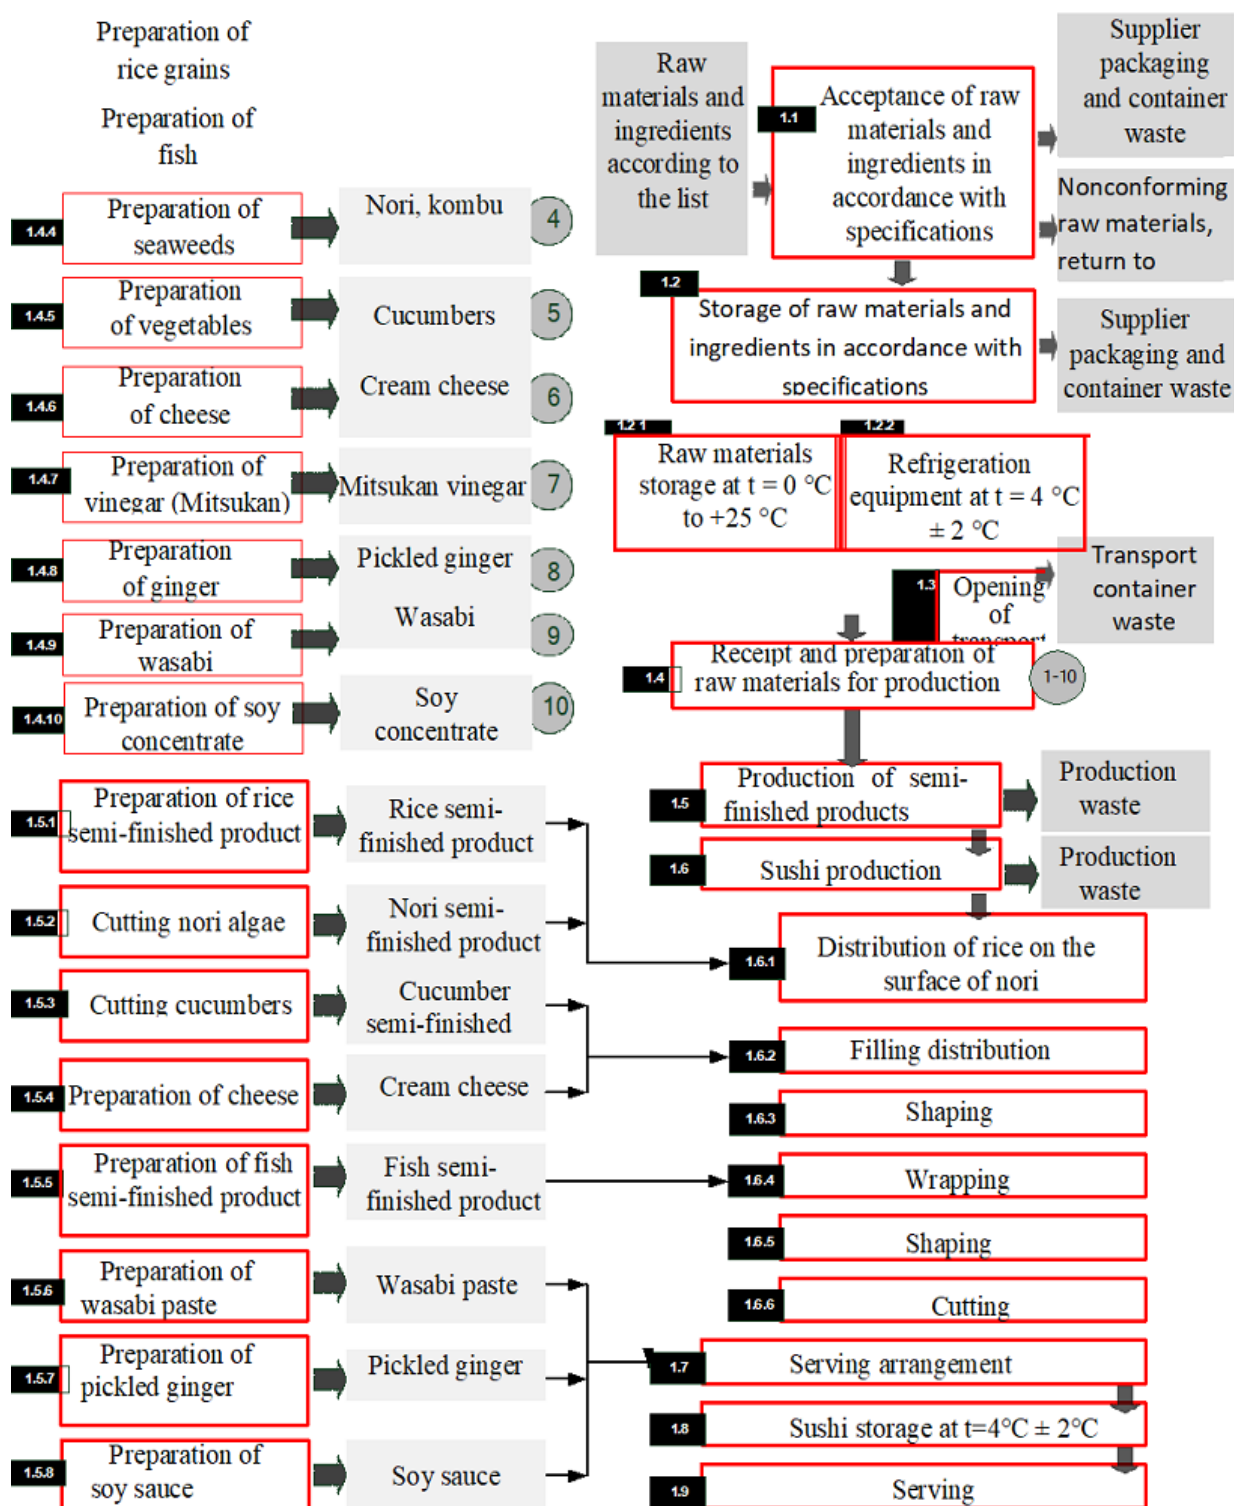 Preparation of
rice grains
Preparation of
fish
1.4.4
Preparation of
seaweeds
Nori, kombu
4
1.4.5
Preparation
of vegetables
Cucumbers
5
1.4.6
Preparation
of cheese
Cream cheese
6
1.4.7
Preparation of
vinegar (Mitsukan)
Mitsukan vinegar
7
1.4.8
Preparation
of ginger
Pickled ginger
8
1.4.9
Preparation of
wasabi
Wasabi
9
1.4.10
Preparation of soy
concentrate
Soy
concentrate
10
1.5.1
Preparation of rice
semi-finished product
Rice semi-
finished product
1.5.2
Cutting nori algae
Nori semi-
finished product
1.5.3
Cutting cucumbers
Cucumber
semi-finished
1.5.4
Preparation of cheese
Cream cheese
1.5.5
Preparation of fish
semi-finished product
Fish semi-
finished product
1.5.6
Preparation of
wasabi paste
Wasabi paste
1.5.7
Preparation of
pickled ginger
Pickled ginger
1.5.8
Preparation of
soy sauce
Soy sauce
Raw
materials and
ingredients
according to
the list
1.1
Acceptance of raw
materials and
ingredients in
accordance with
specifications
Supplier
packaging
and container
waste
Nonconforming
raw materials,
return to
1.2
Storage of raw materials and
ingredients in accordance with
specifications
Supplier
packaging and
container waste
1.2 1
Raw materials
storage at t = 0 °C
to +25 °C
1.2.2
Refrigeration
equipment at t = 4 °C
± 2 °C
1.3
Opening
of
transport
Transport
container
waste
1.4
Receipt and preparation of
raw materials for production
1-10
1.5
Production of semi-
finished products
Production
waste
1.6
Sushi production
Production
waste
1.6.1
Distribution of rice on the
surface of nori
1.6.2
Filling distribution
1.6.3
Shaping
1.6.4
Wrapping
1.6.5
Shaping
1.6.6
Cutting
1.7
Serving arrangement
1.8
Sushi storage at t=4°C ± 2°C
1.9
Serving